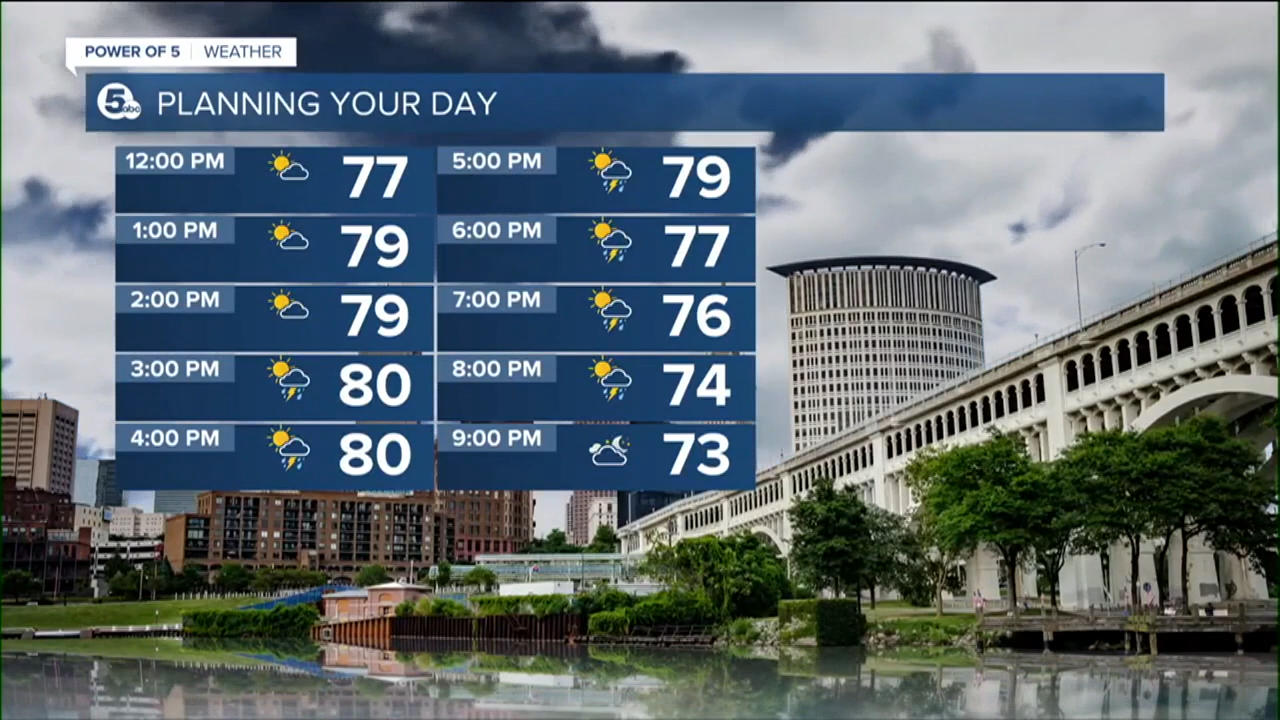 POWER OF 5 | WEATHER
5 abc PLANNING YOUR DAY
12:00 PM 77
1:00 PM 79
2:00 PM 79
3:00 PM 80
4:00 PM 80
5:00 PM 79
6:00 PM 77
7:00 PM 76
8:00 PM 74
9:00 PM 73